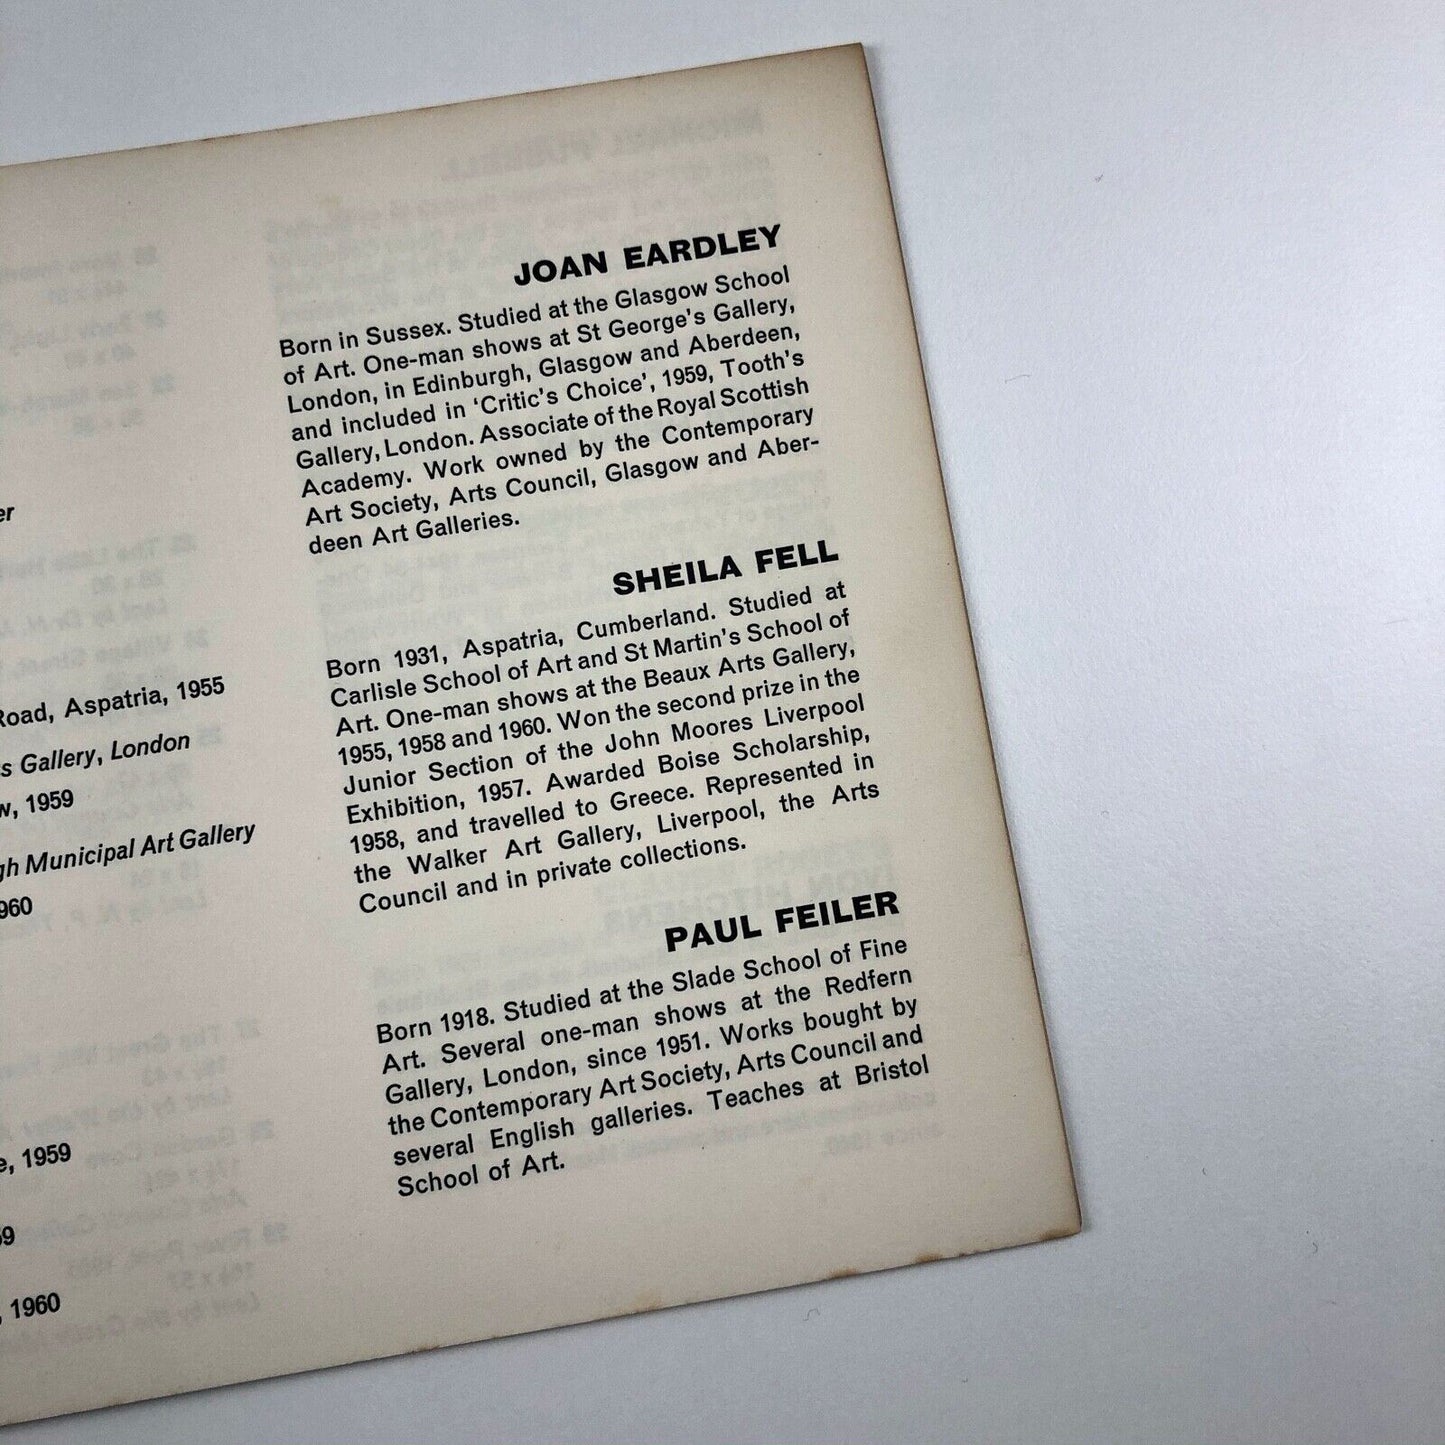 er
Road, Aspatria, 1955
s Gallery, London
w, 1959
gh Municipal Art Gallery
960
e, 1959
59
, 1960
JOAN EARDLEY
Born in Sussex. Studied at the Glasgow School
of Art. One-man shows at St George's Gallery,
London, in Edinburgh, Glasgow and Aberdeen,
and included in 'Critic's Choice', 1959, Tooth's
Gallery, London. Associate of the Royal Scottish
Academy. Work owned by the Contemporary
Art Society, Arts Council, Glasgow and Aber-
deen Art Galleries.
SHEILA FELL
Born 1931, Aspatria, Cumberland. Studied at
Carlisle School of Art and St Martin's School of
Art. One-man shows at the Beaux Arts Gallery,
1955, 1958 and 1960. Won the second prize in the
Junior Section of the John Moores Liverpool
Exhibition, 1957. Awarded Boise Scholarship,
1958, and travelled to Greece. Represented in
the Walker Art Gallery, Liverpool, the Arts
Council and in private collections.
PAUL FEILER
Born 1918. Studied at the Slade School of Fine
Art. Several one-man shows at the Redfern
Gallery, London, since 1951. Works bought by
the Contemporary Art Society, Arts Council and
several English galleries. Teaches at Bristol
School of Art.